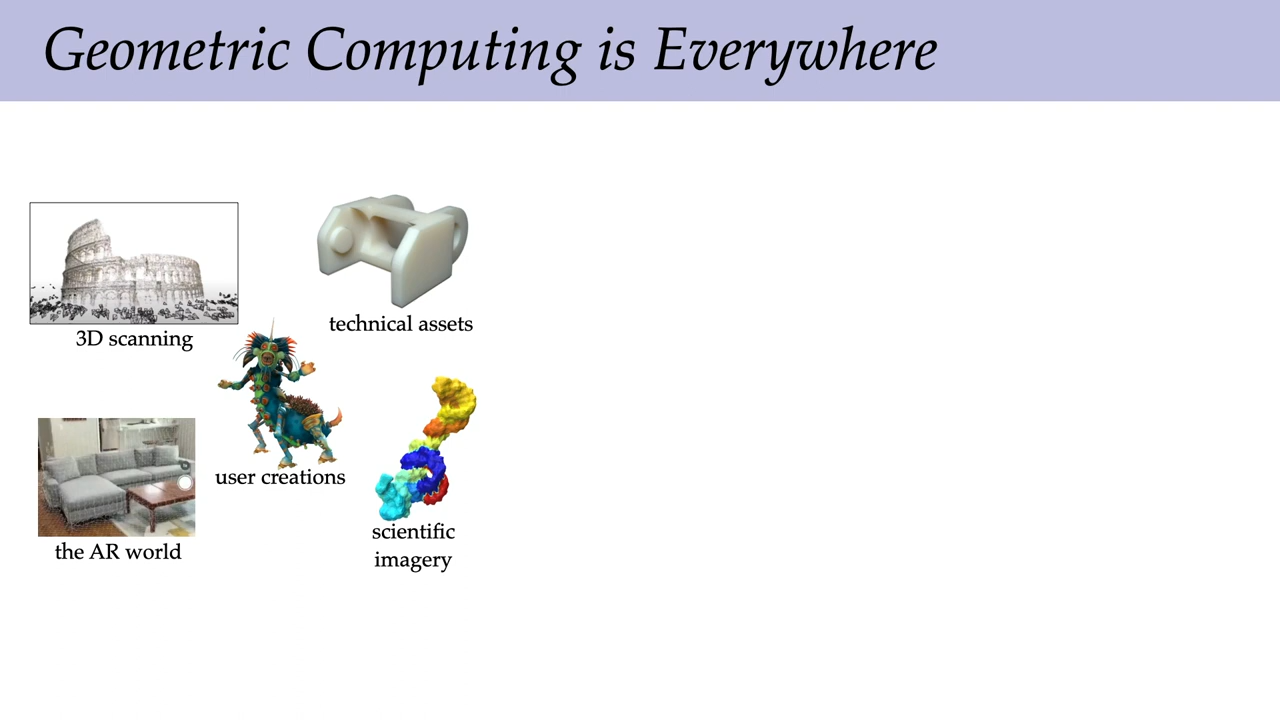 Geometric Computing is Everywhere
3D scanning
technical assets
user creations
the AR world
scientific
imagery